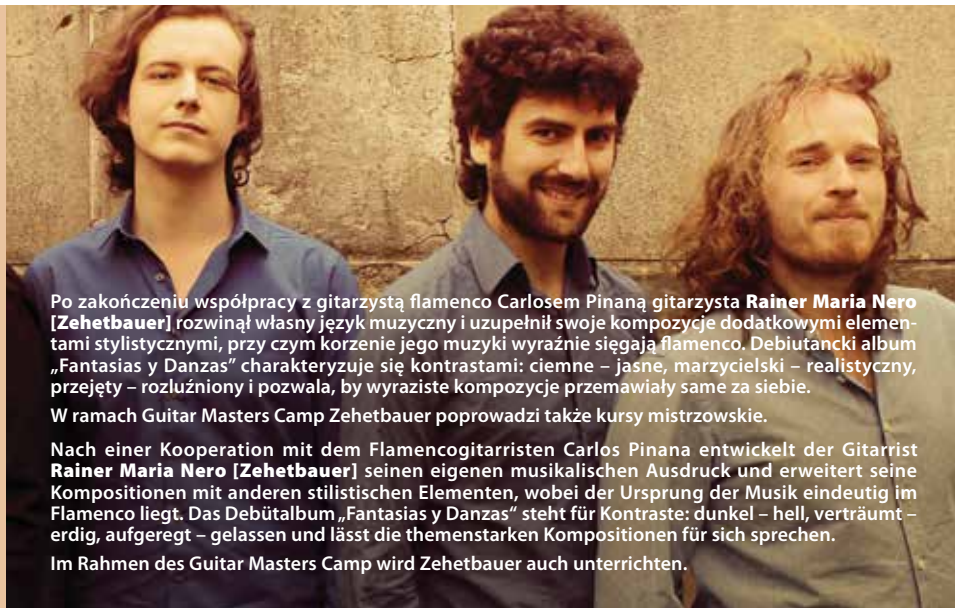 Po zakończeniu współpracy z gitarzystą flamenco Carlosem Pinaną gitarzysta Rainer Maria Nero
[Zehetbauer] rozwinął własny język muzyczny i uzupełnił swoje kompozycje dodatkowymi elemen-
tami stylistycznymi, przy czym korzenie jego muzyki wyraźnie sięgają flamenco. Debiutancki album
„Fantasias y Danzas” charakteryzuje się kontrastami: ciemne – jasne, marzycielski – realistyczny,
przejęty – rozluźniony i pozwala, by wyraziste kompozycje przemawiały same za siebie.
W ramach Guitar Masters Camp Zehetbauer poprowadzi także kursy mistrzowskie.
Nach einer Kooperation mit dem Flamencogitarristen Carlos Pinana entwickelt der Gitarrist
Rainer Maria Nero [Zehetbauer] seinen eigenen musikalischen Ausdruck und erweitert seine
Kompositionen mit anderen stilistischen Elementen, wobei der Ursprung der Musik eindeutig im
Flamenco liegt. Das Debütalbum „Fantasias y Danzas“ steht für Kontraste: dunkel – hell, verträumt –
erdig, aufgeregt – gelassen und lässt die themenstarken Kompositionen für sich sprechen.
Im Rahmen des Guitar Masters Camp wird Zehetbauer auch unterrichten.